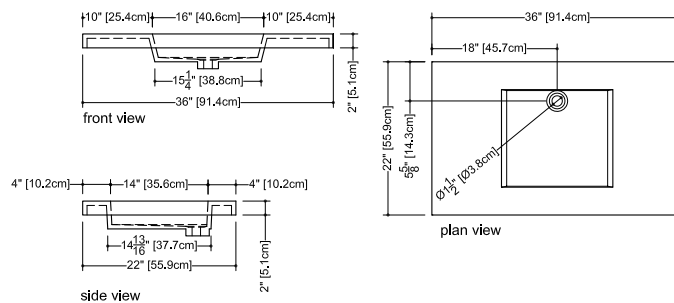 10" [25.4cm] 16" [40.6cm] 10" [25.4cm]
15 1/4" [38.8cm]
36" [91.4cm]
2" [5.1cm]
front view
4" [10.2cm] 14" [35.6cm] 4" [10.2cm]
14 13/16" [37.7cm]
22" [55.9cm]
2" [5.1cm]
side view
36" [91.4cm]
18" [45.7cm]
22" [55.9cm]
5 5/8" [14.3cm]
Ø1 1/2" [Ø3.8cm]
plan view